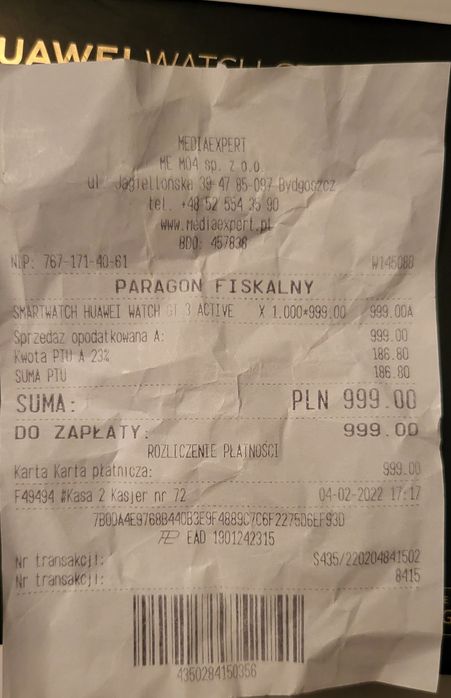 HUAWEI WATCH GT
MEDIAEXPERT
ME M04 sp. z o.o.
ul. Jagiellońska 39-47 85-097 Bydgoszcz
tel. +48 52 554 35 90
www.mediaexpert.pl
BDO: 457838
NIP: 767-171-40-61
PARAGON FISKALNY
SMARTWATCH HUAWEI WATCH GT 3 ACTIVE X 1.000*999.00 999.00A
Sprzedaż opodatkowana A: 999.00
Kwota PTU A 23% 186.80
SUMA PTU 186.80
SUMA: PLN 999.00
DO ZAPŁATY: 999.00
ROZLICZENIE PŁATNOŚCI
Karta Karta płatnicza: 999.00
F49494 #Kasa 2 Kasjer nr 72 04-02-2022 17:17
EAD 1801242315
Nr transakcji: S435/220204841502
Nr transakcji: 8415
4350284150356